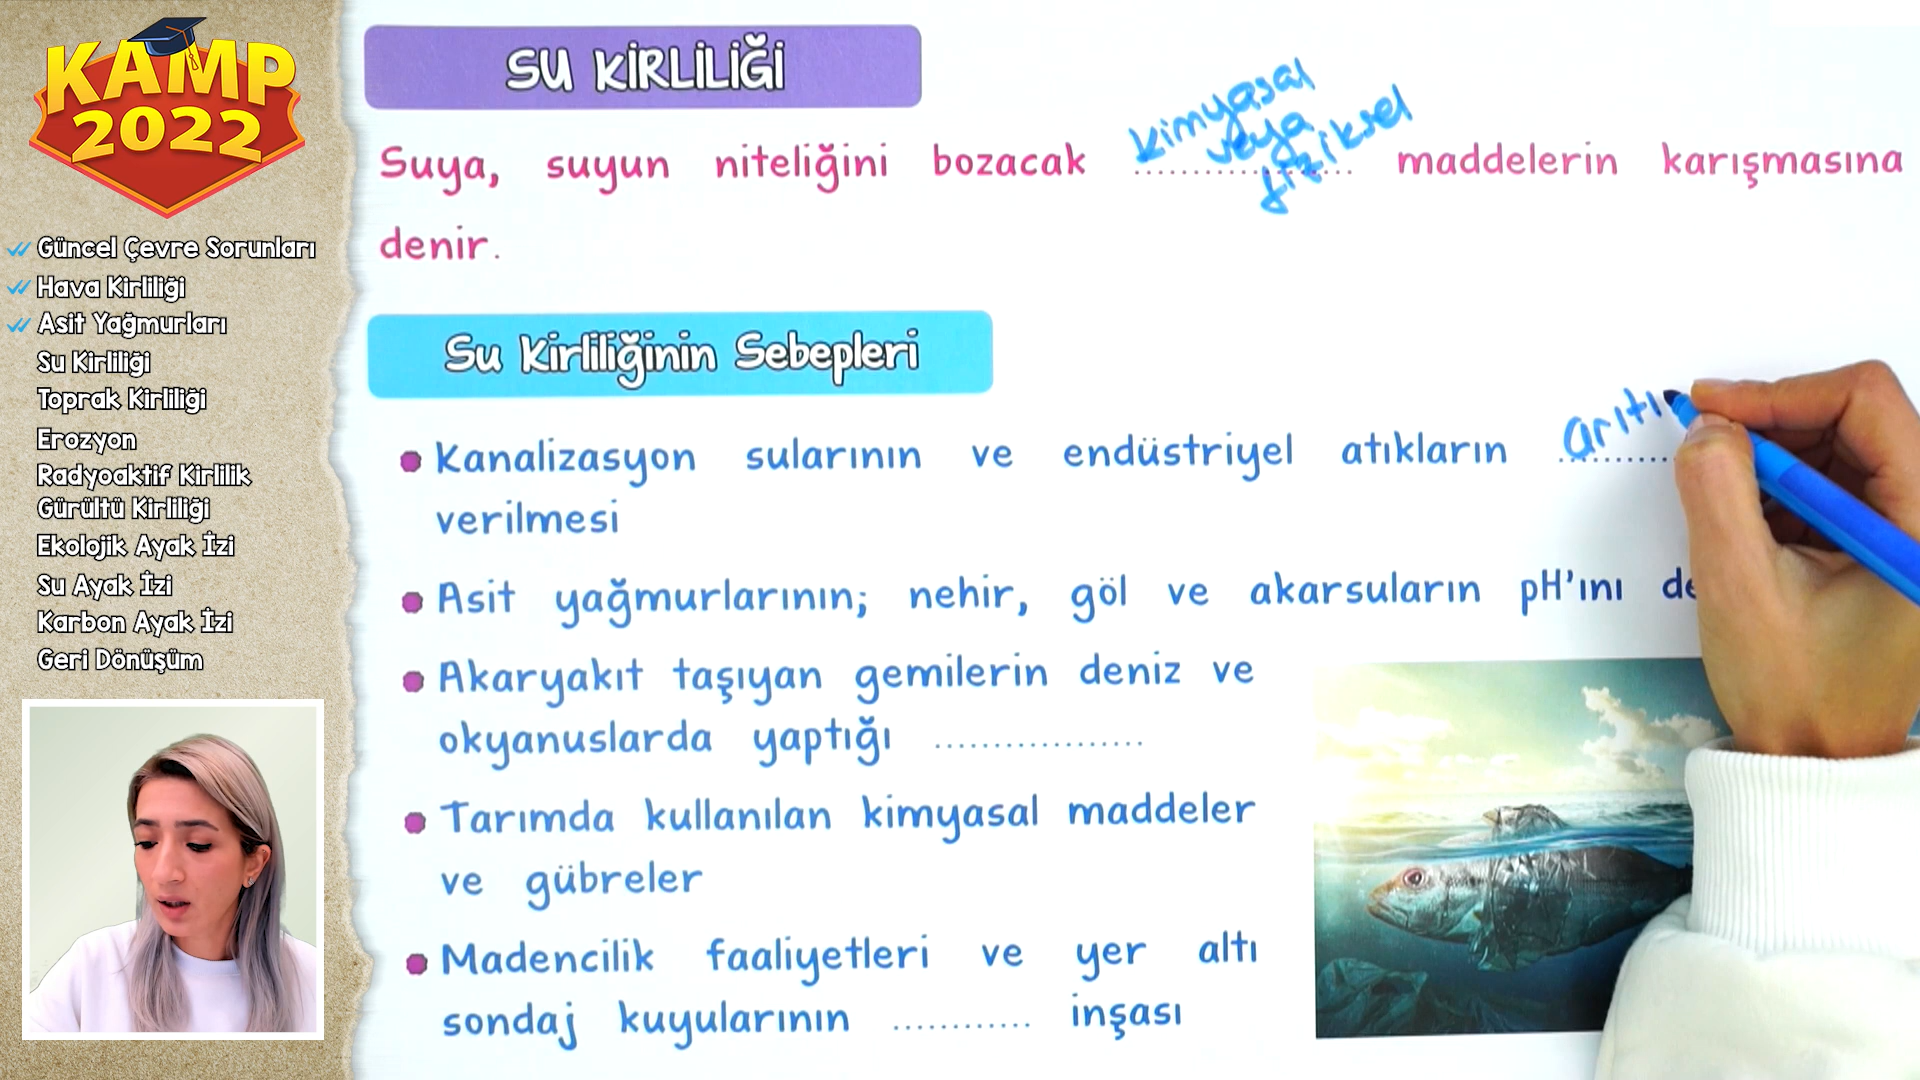 KAMP
2022
Güncel Çevre Sorunları
Hava Kirliliği
Asit Yağmurları
Su Kirliliği
Toprak Kirliliği
Erozyon
Radyoaktif Kirlilik
Gürültü Kirliliği
Ekolojik Ayak İzi
Su Ayak İzi
Karbon Ayak İzi
Geri Dönüşüm
SU KİRLİLİĞİ
kimyasal
veya
fiziksel
Suya, suyun niteliğini bozacak .................... maddelerin karışmasına
denir.
Su Kirliliğinin Sebepleri
Kanalizasyon sularının ve endüstriyel atıkların arıtı
verilmesi
Asit yağmurlarının; nehir, göl ve akarsuların pH'ını de
Akaryakıt taşıyan gemilerin deniz ve
okyanuslarda yaptığı ..................
Tarımda kullanılan kimyasal maddeler
ve gübreler
Madencilik faaliyetleri ve yer altı
sondaj kuyularının ............ inşası